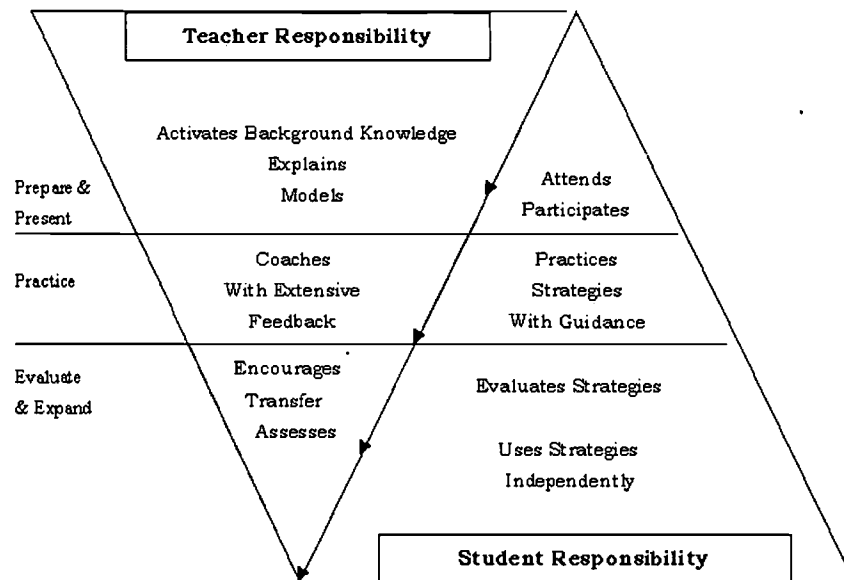 Teacher Responsibility
Activates Background Knowledge
Explains
Models
Prepare &
Present
Attends
Participates
Practice
Coaches
With Extensive
Feedback
Practices
Strategies
With Guidance
Evaluate
& Expand
Encourages
Transfer
Assesses
Evaluates Strategies
Uses Strategies
Independently
Student Responsibility